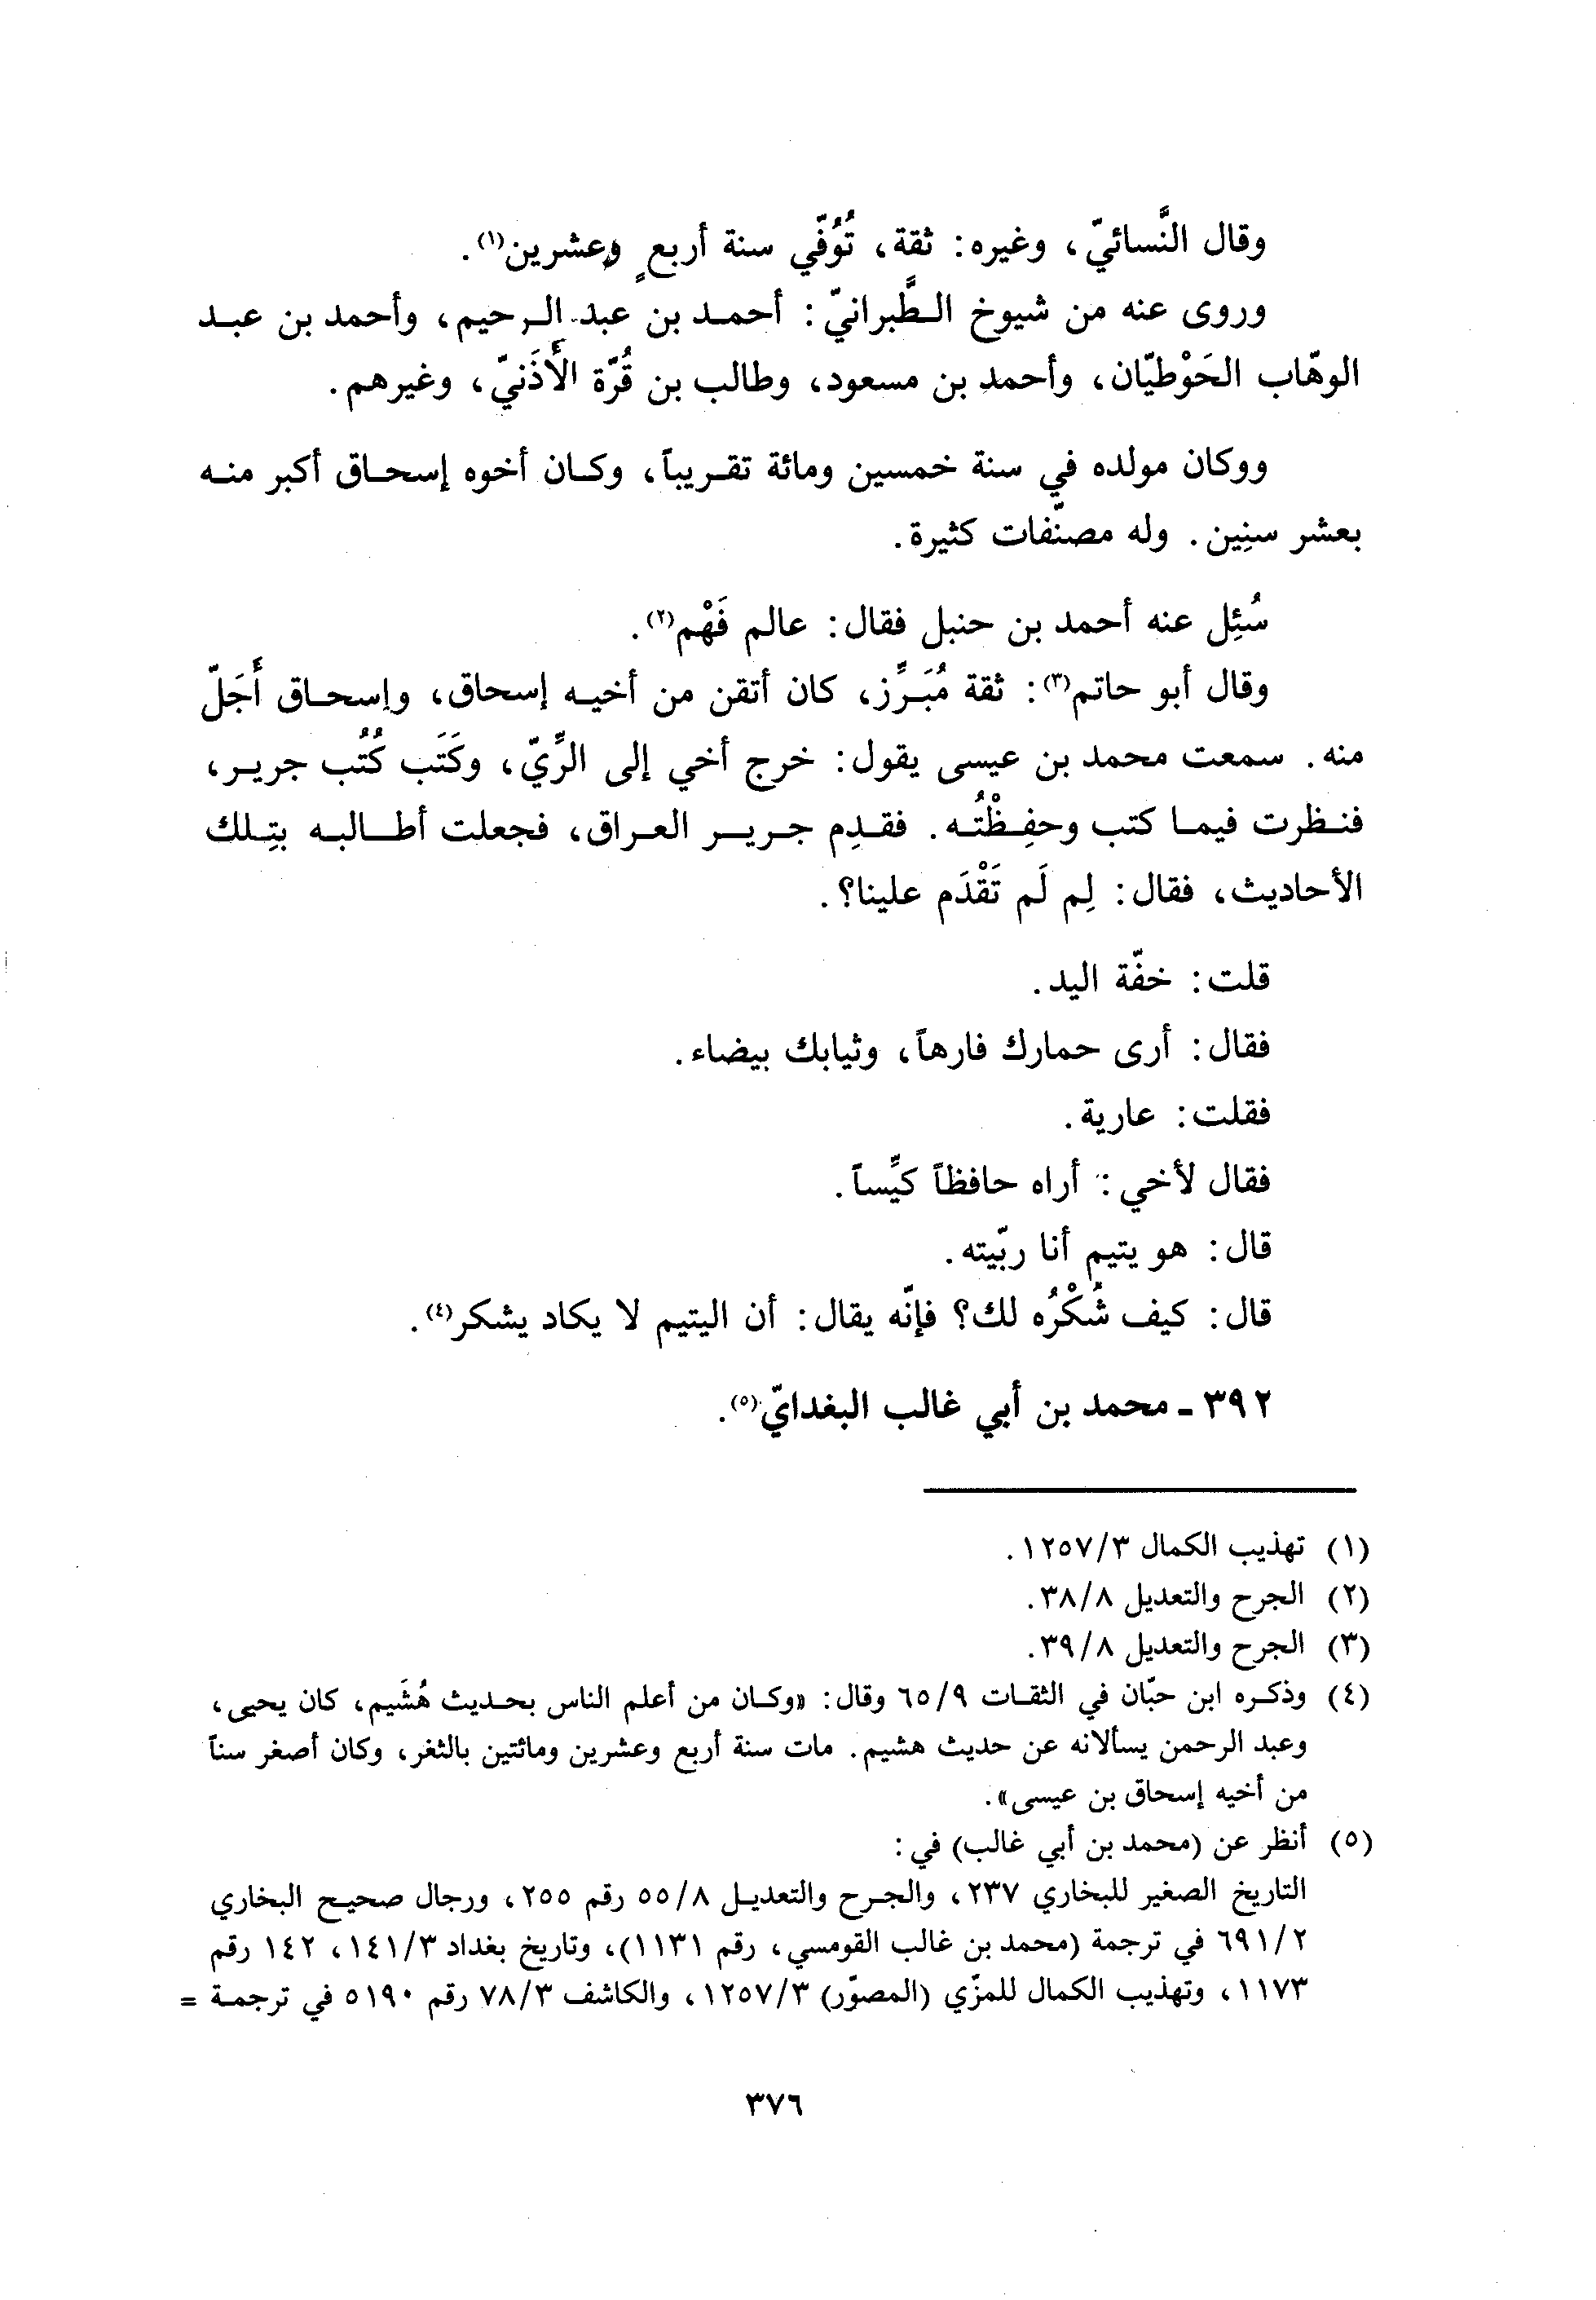 وقال النَّسائيّ، وغيره: ثقة، تُوُفّي سنة أربعٍ وعشرين(١).
وروى عنه من شيوخ الطَّبرانيّ: أحمد بن عبد الرحيم، وأحمد بن عبد
الوهّاب الحَوْطيّان، وأحمد بن مسعود، وطالب بن قُرّة الأَذَنيّ، وغيرهم.
ووكان مولده في سنة خمسين ومائة تقريباً، وكان أخوه إسحاق أكبر منه
بعشر سنِين. وله مصنّفات كثيرة.
سُئِل عنه أحمد بن حنبل فقال: عالم فَهْم(٢).
وقال أبو حاتم(٣): ثقة مُبَرِّز، كان أتقن من أخيه إسحاق، وإسحاق أَجَلّ
منه. سمعت محمد بن عيسى يقول: خرج أخي إلى الرِّيّ، وكَتَب كُتُب جرير،
فنظرت فيما كتب وحفِظْتُه. فقدِم جرير العراق، فجعلت أطالبه بتِلك
الأحاديث، فقال: لِم لَم تَقْدَم علينا؟.
قلت: خفّة اليد.
فقال: أرى حمارك فارهاً، وثيابك بيضاء.
فقلت: عارية.
فقال لأخي: أراه حافظاً كيِّساً.
قال: هو يتيم أنا ربّيته.
قال: كيف شُكْرُه لك؟ فإنّه يقال: أن اليتيم لا يكاد يشكر(٤).
٣٩٢ ـ محمد بن أبي غالب البغدايّ(٥).
(١) تهذيب الكمال ١٢٥٧/٣.
(٢) الجرح والتعديل ٣٨/٨.
(٣) الجرح والتعديل ٣٩/٨.
(٤) وذكره ابن حبّان في الثقات ٦٥/٩ وقال: «وكان من أعلم الناس بحديث هُشَيم، كان يحيى،
وعبد الرحمن يسألانه عن حديث هشيم. مات سنة أربع وعشرين ومائتين بالثغر، وكان أصغر سناً
من أخيه إسحاق بن عيسى».
(٥) أنظر عن (محمد بن أبي غالب) في:
التاريخ الصغير للبخاري ٢٣٧، والجرح والتعديل ٥٥/٨ رقم ٢٥٥، ورجال صحيح البخاري
٦٩١/٢ في ترجمة (محمد بن غالب القومسي، رقم ١١٣١)، وتاريخ بغداد ١٤١/٣، ١٤٢ رقم
١١٧٣، وتهذيب الكمال للمزّي (المصوّر) ١٢٥٧/٣، والكاشف ٧٨/٣ رقم ٥١٩٠ في ترجمة =
٣٧٦